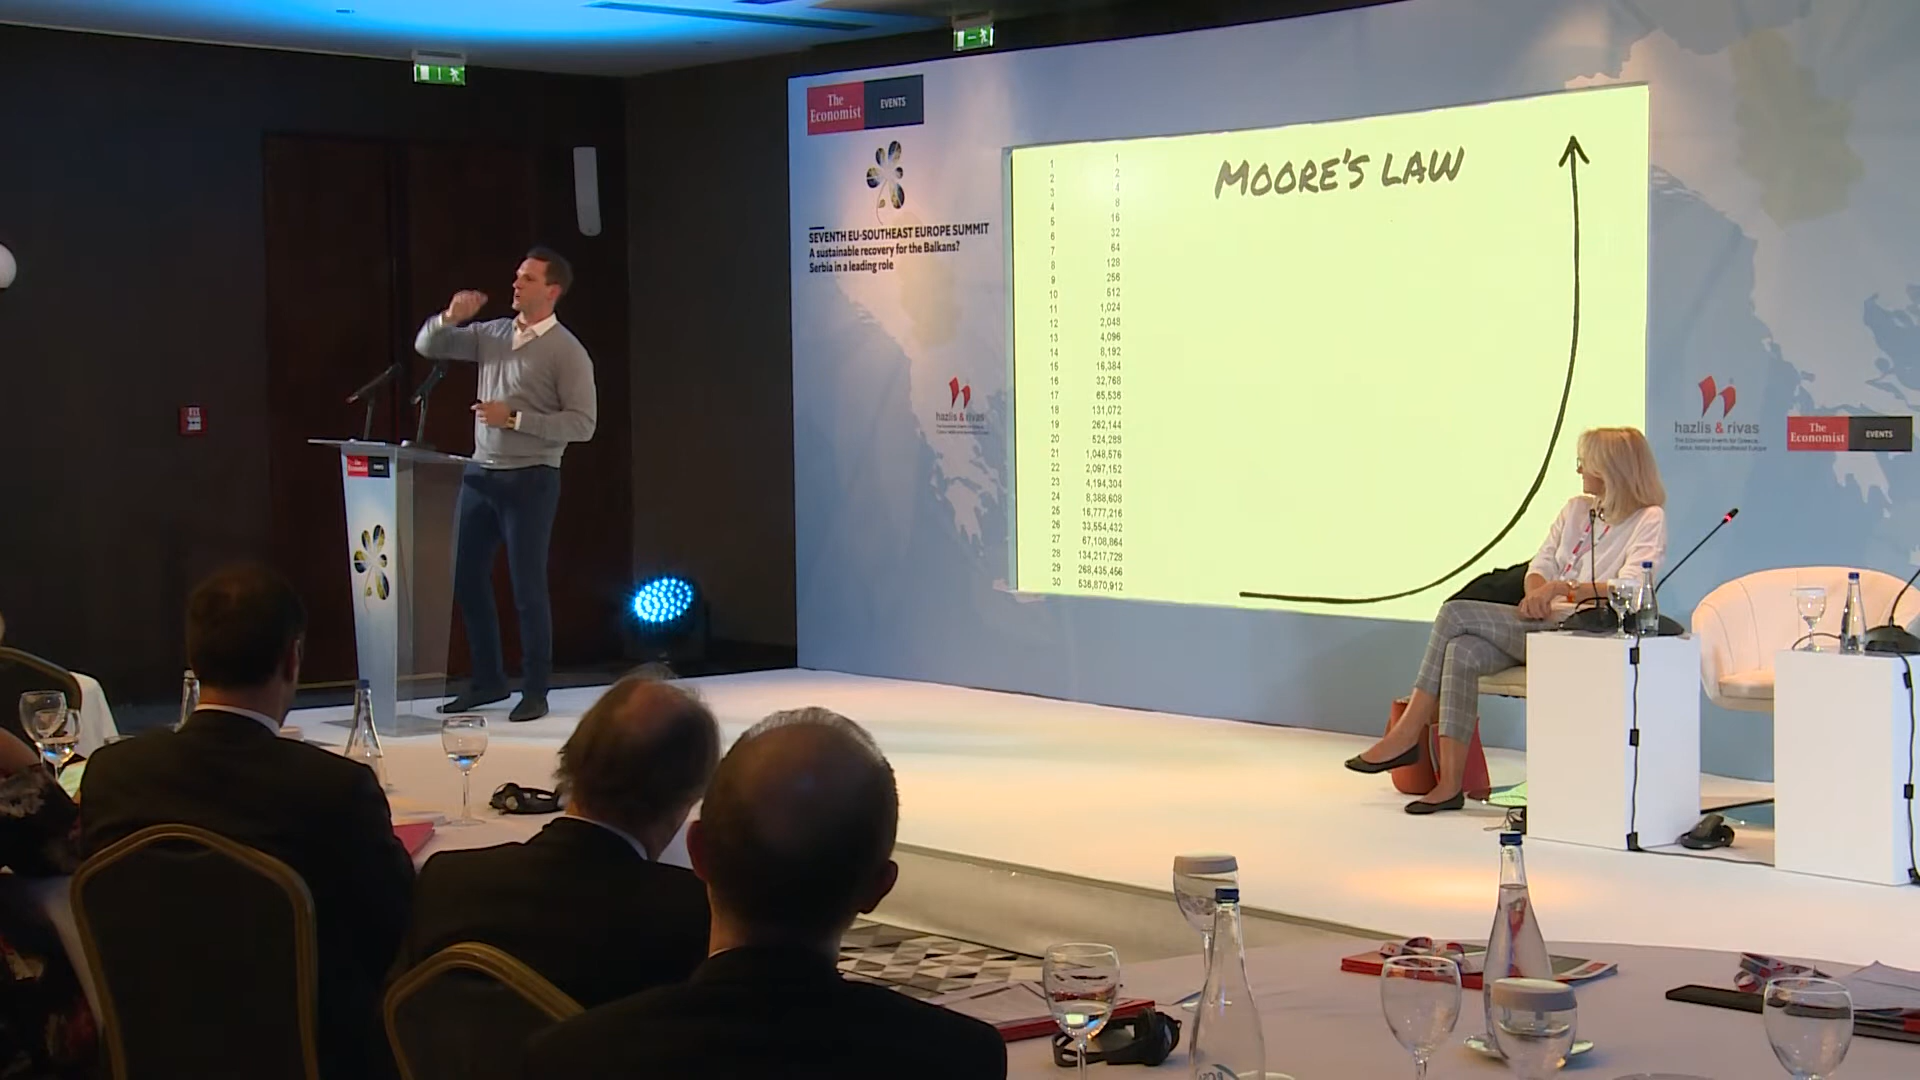 The
Economist
EVENTS
SEVENTH EU-SOUTHEAST EUROPE SUMMIT
A sustainable recovery for the Balkans?
Serbia in a leading role
hazlis & rivas
MOORE'S LAW
1 1
2 2
3 4
4 8
5 16
6 32
7 64
8 128
9 256
10 512
11 1,024
12 2,048
13 4,096
14 8,192
15 16,384
16 32,768
17 65,536
18 131,072
19 262,144
20 524,288
21 1,048,576
22 2,097,152
23 4,194,304
24 8,388,608
25 16,777,216
26 33,554,432
27 67,108,864
28 134,217,728
29 268,435,456
30 536,870,912
hazlis & rivas
The
Economist
EVENTS
The
Economist